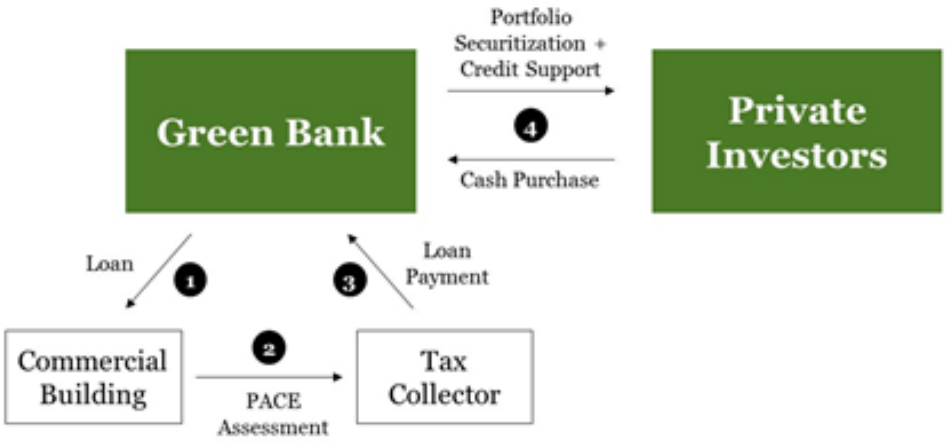 Portfolio
Securitization +
Credit Support
Green Bank
4
Private
Investors
Cash Purchase
Loan
1
3
Loan
Payment
Commercial
Building
2
PACE
Assessment
Tax
Collector